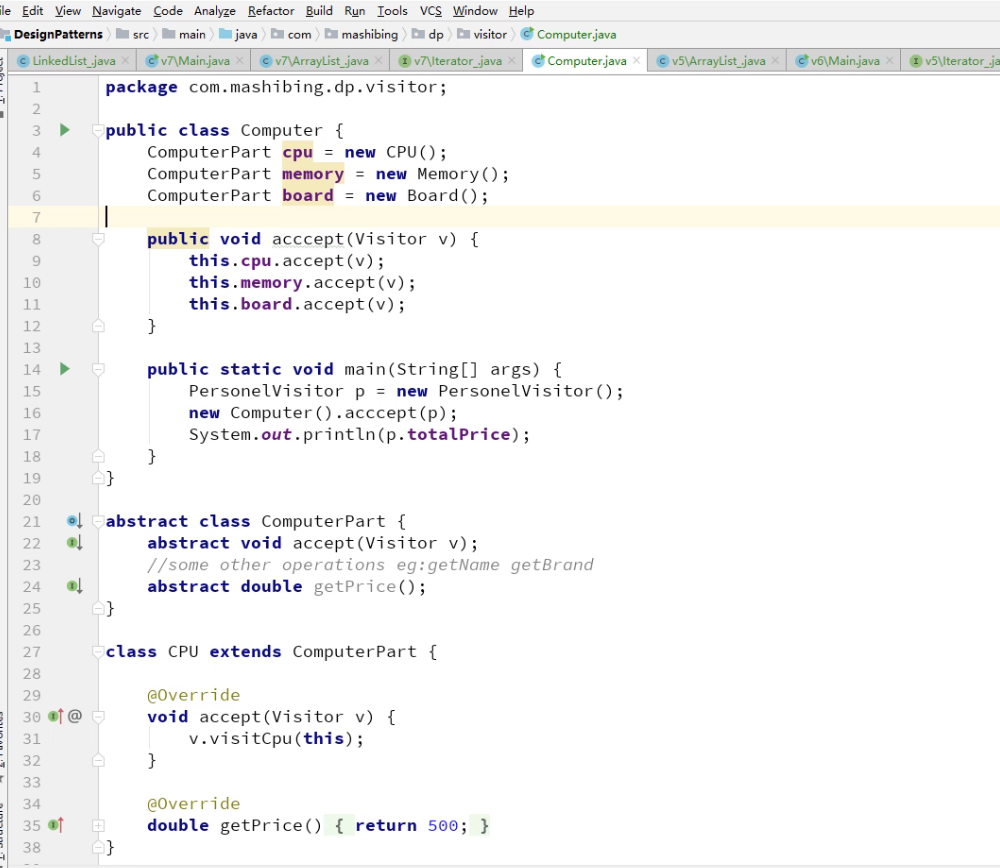 ile Edit View Navigate Code Analyze Refactor Build Run Tools VCS Window Help
DesignPatterns src main java com mashibing dp visitor Computer.java
LinkedList_java v7\Main.java v7\ArrayList_java v7\Iterator_java Computer.java v5\ArrayList_java v6\Main.java v5\Iterator_ja
1 package com.mashibing.dp.visitor;
2
3 public class Computer {
4 ComputerPart cpu = new CPU();
5 ComputerPart memory = new Memory();
6 ComputerPart board = new Board();
7
8 public void acccept(Visitor v) {
9 this.cpu.accept(v);
10 this.memory.accept(v);
11 this.board.accept(v);
12 }
13
14 public static void main(String[] args) {
15 PersonelVisitor p = new PersonelVisitor();
16 new Computer().acccept(p);
17 System.out.println(p.totalPrice);
18 }
19 }
20
21 abstract class ComputerPart {
22 abstract void accept(Visitor v);
23 //some other operations eg:getName getBrand
24 abstract double getPrice();
25 }
26
27 class CPU extends ComputerPart {
28
29 @Override
30 @ void accept(Visitor v) {
31 v.visitCpu(this);
32 }
33
34 @Override
35 double getPrice() { return 500; }
38 }